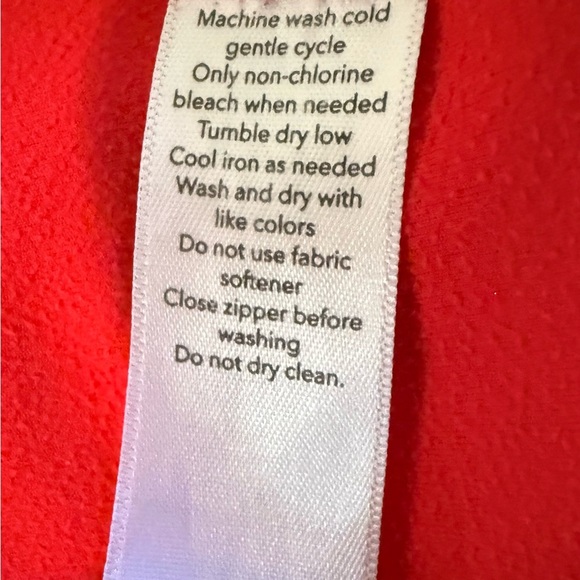 Machine wash cold
gentle cycle
Only non-chlorine
bleach when needed
Tumble dry low
Cool iron as needed
Wash and dry with
like colors
Do not use fabric
softener
Close zipper before
washing
Do not dry clean.